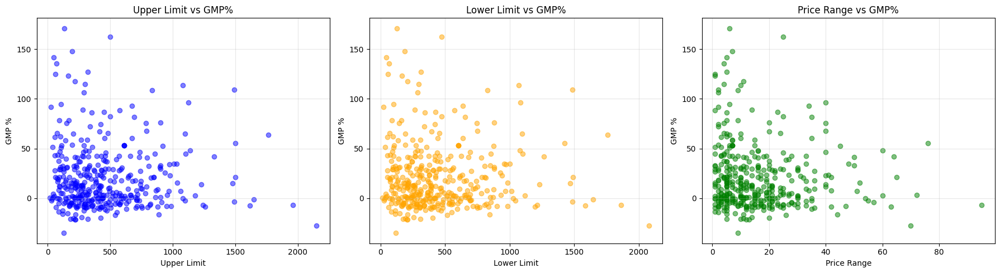 Upper Limit vs GMP%
GMP %
150
100
50
0
0 500 1000 1500 2000
Upper Limit
Lower Limit vs GMP%
GMP %
150
100
50
0
0 500 1000 1500 2000
Lower Limit
Price Range vs GMP%
GMP %
150
100
50
0
0 20 40 60 80
Price Range